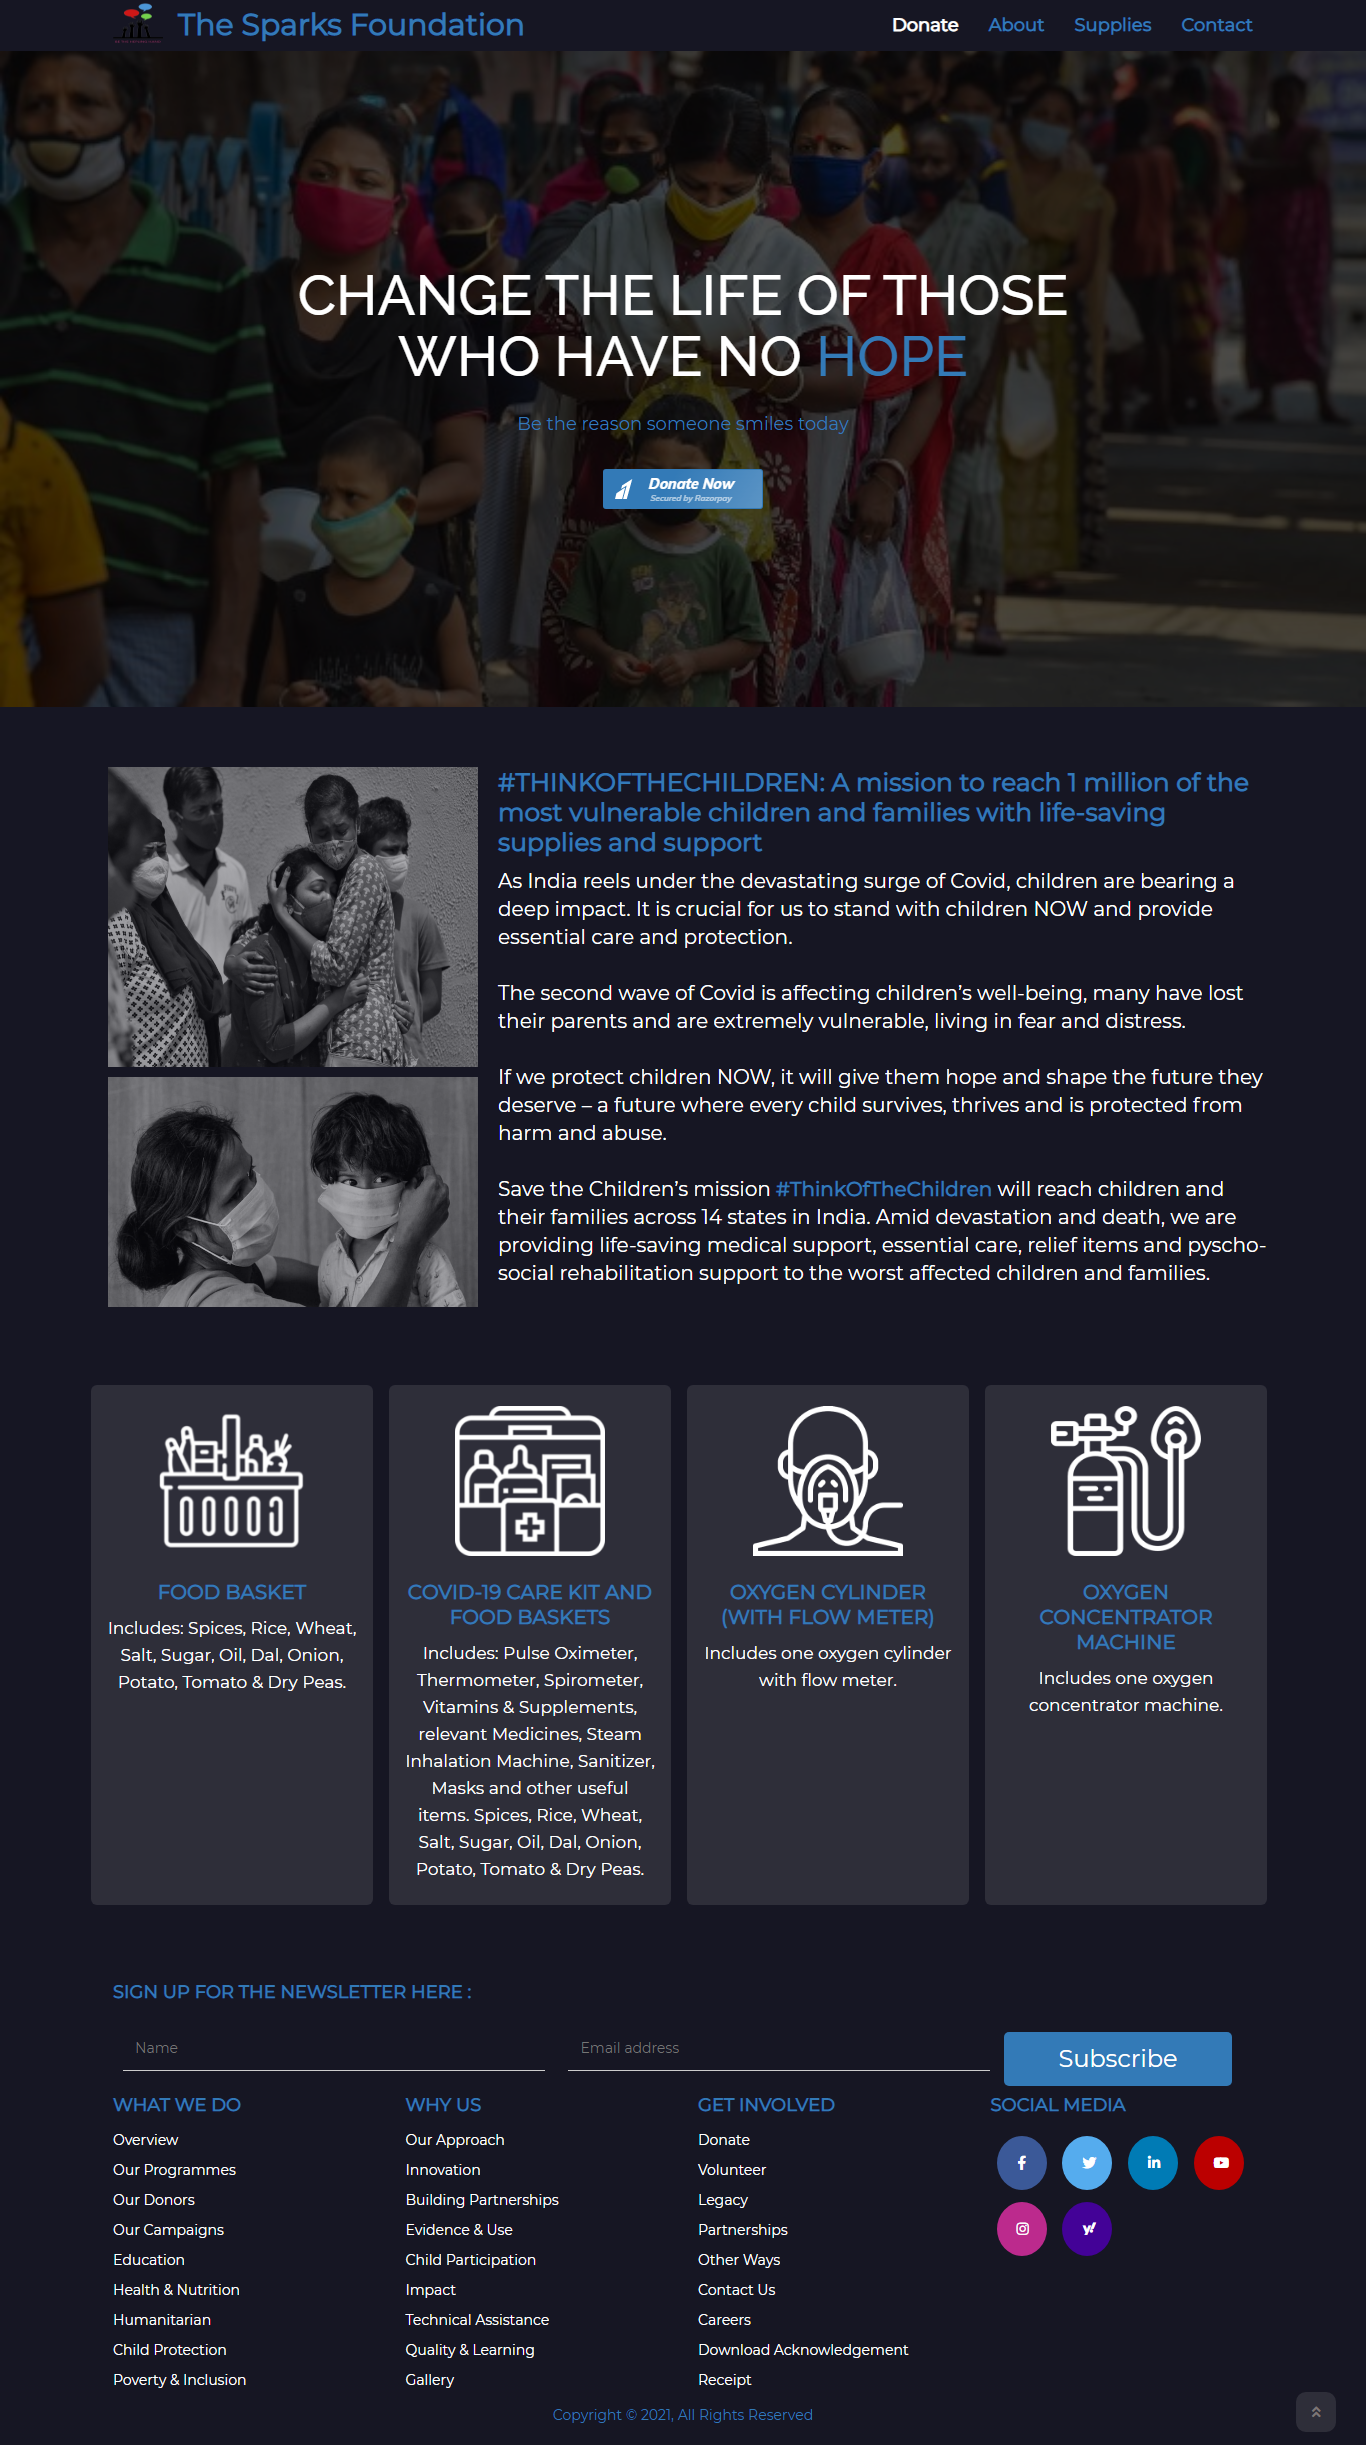 The Sparks Foundation
Donate
About
Supplies
Contact
CHANGE THE LIFE OF THOSE
WHO HAVE NO HOPE
Be the reason someone smiles today
Donate Now
Secured by Razorpay
#THINKOFTHECHILDREN: A mission to reach 1 million of the
most vulnerable children and families with life-saving
supplies and support
As India reels under the devastating surge of Covid, children are bearing a
deep impact. It is crucial for us to stand with children NOW and provide
essential care and protection.
The second wave of Covid is affecting children’s well-being, many have lost
their parents and are extremely vulnerable, living in fear and distress.
If we protect children NOW, it will give them hope and shape the future they
deserve – a future where every child survives, thrives and is protected from
harm and abuse.
Save the Children’s mission #ThinkOfTheChildren will reach children and
their families across 14 states in India. Amid devastation and death, we are
providing life-saving medical support, essential care, relief items and pyscho-
social rehabilitation support to the worst affected children and families.
FOOD BASKET
Includes: Spices, Rice, Wheat,
Salt, Sugar, Oil, Dal, Onion,
Potato, Tomato & Dry Peas.
COVID-19 CARE KIT AND
FOOD BASKETS
Includes: Pulse Oximeter,
Thermometer, Spirometer,
Vitamins & Supplements,
relevant Medicines, Steam
Inhalation Machine, Sanitizer,
Masks and other useful
items. Spices, Rice, Wheat,
Salt, Sugar, Oil, Dal, Onion,
Potato, Tomato & Dry Peas.
OXYGEN CYLINDER
(WITH FLOW METER)
Includes one oxygen cylinder
with flow meter.
OXYGEN
CONCENTRATOR
MACHINE
Includes one oxygen
concentrator machine.
SIGN UP FOR THE NEWSLETTER HERE :
Name
Email address
Subscribe
WHAT WE DO
Overview
Our Programmes
Our Donors
Our Campaigns
Education
Health & Nutrition
Humanitarian
Child Protection
Poverty & Inclusion
WHY US
Our Approach
Innovation
Building Partnerships
Evidence & Use
Child Participation
Impact
Technical Assistance
Quality & Learning
Gallery
GET INVOLVED
Donate
Volunteer
Legacy
Partnerships
Other Ways
Contact Us
Careers
Download Acknowledgement
Receipt
SOCIAL MEDIA
Copyright © 2021, All Rights Reserved